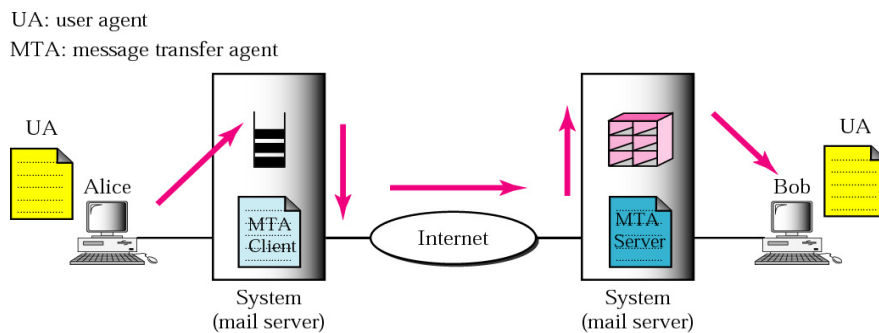 UA: user agent
MTA: message transfer agent
UA
Alice
MTA
Client
System
(mail server)
Internet
MTA
Server
System
(mail server)
UA
Bob